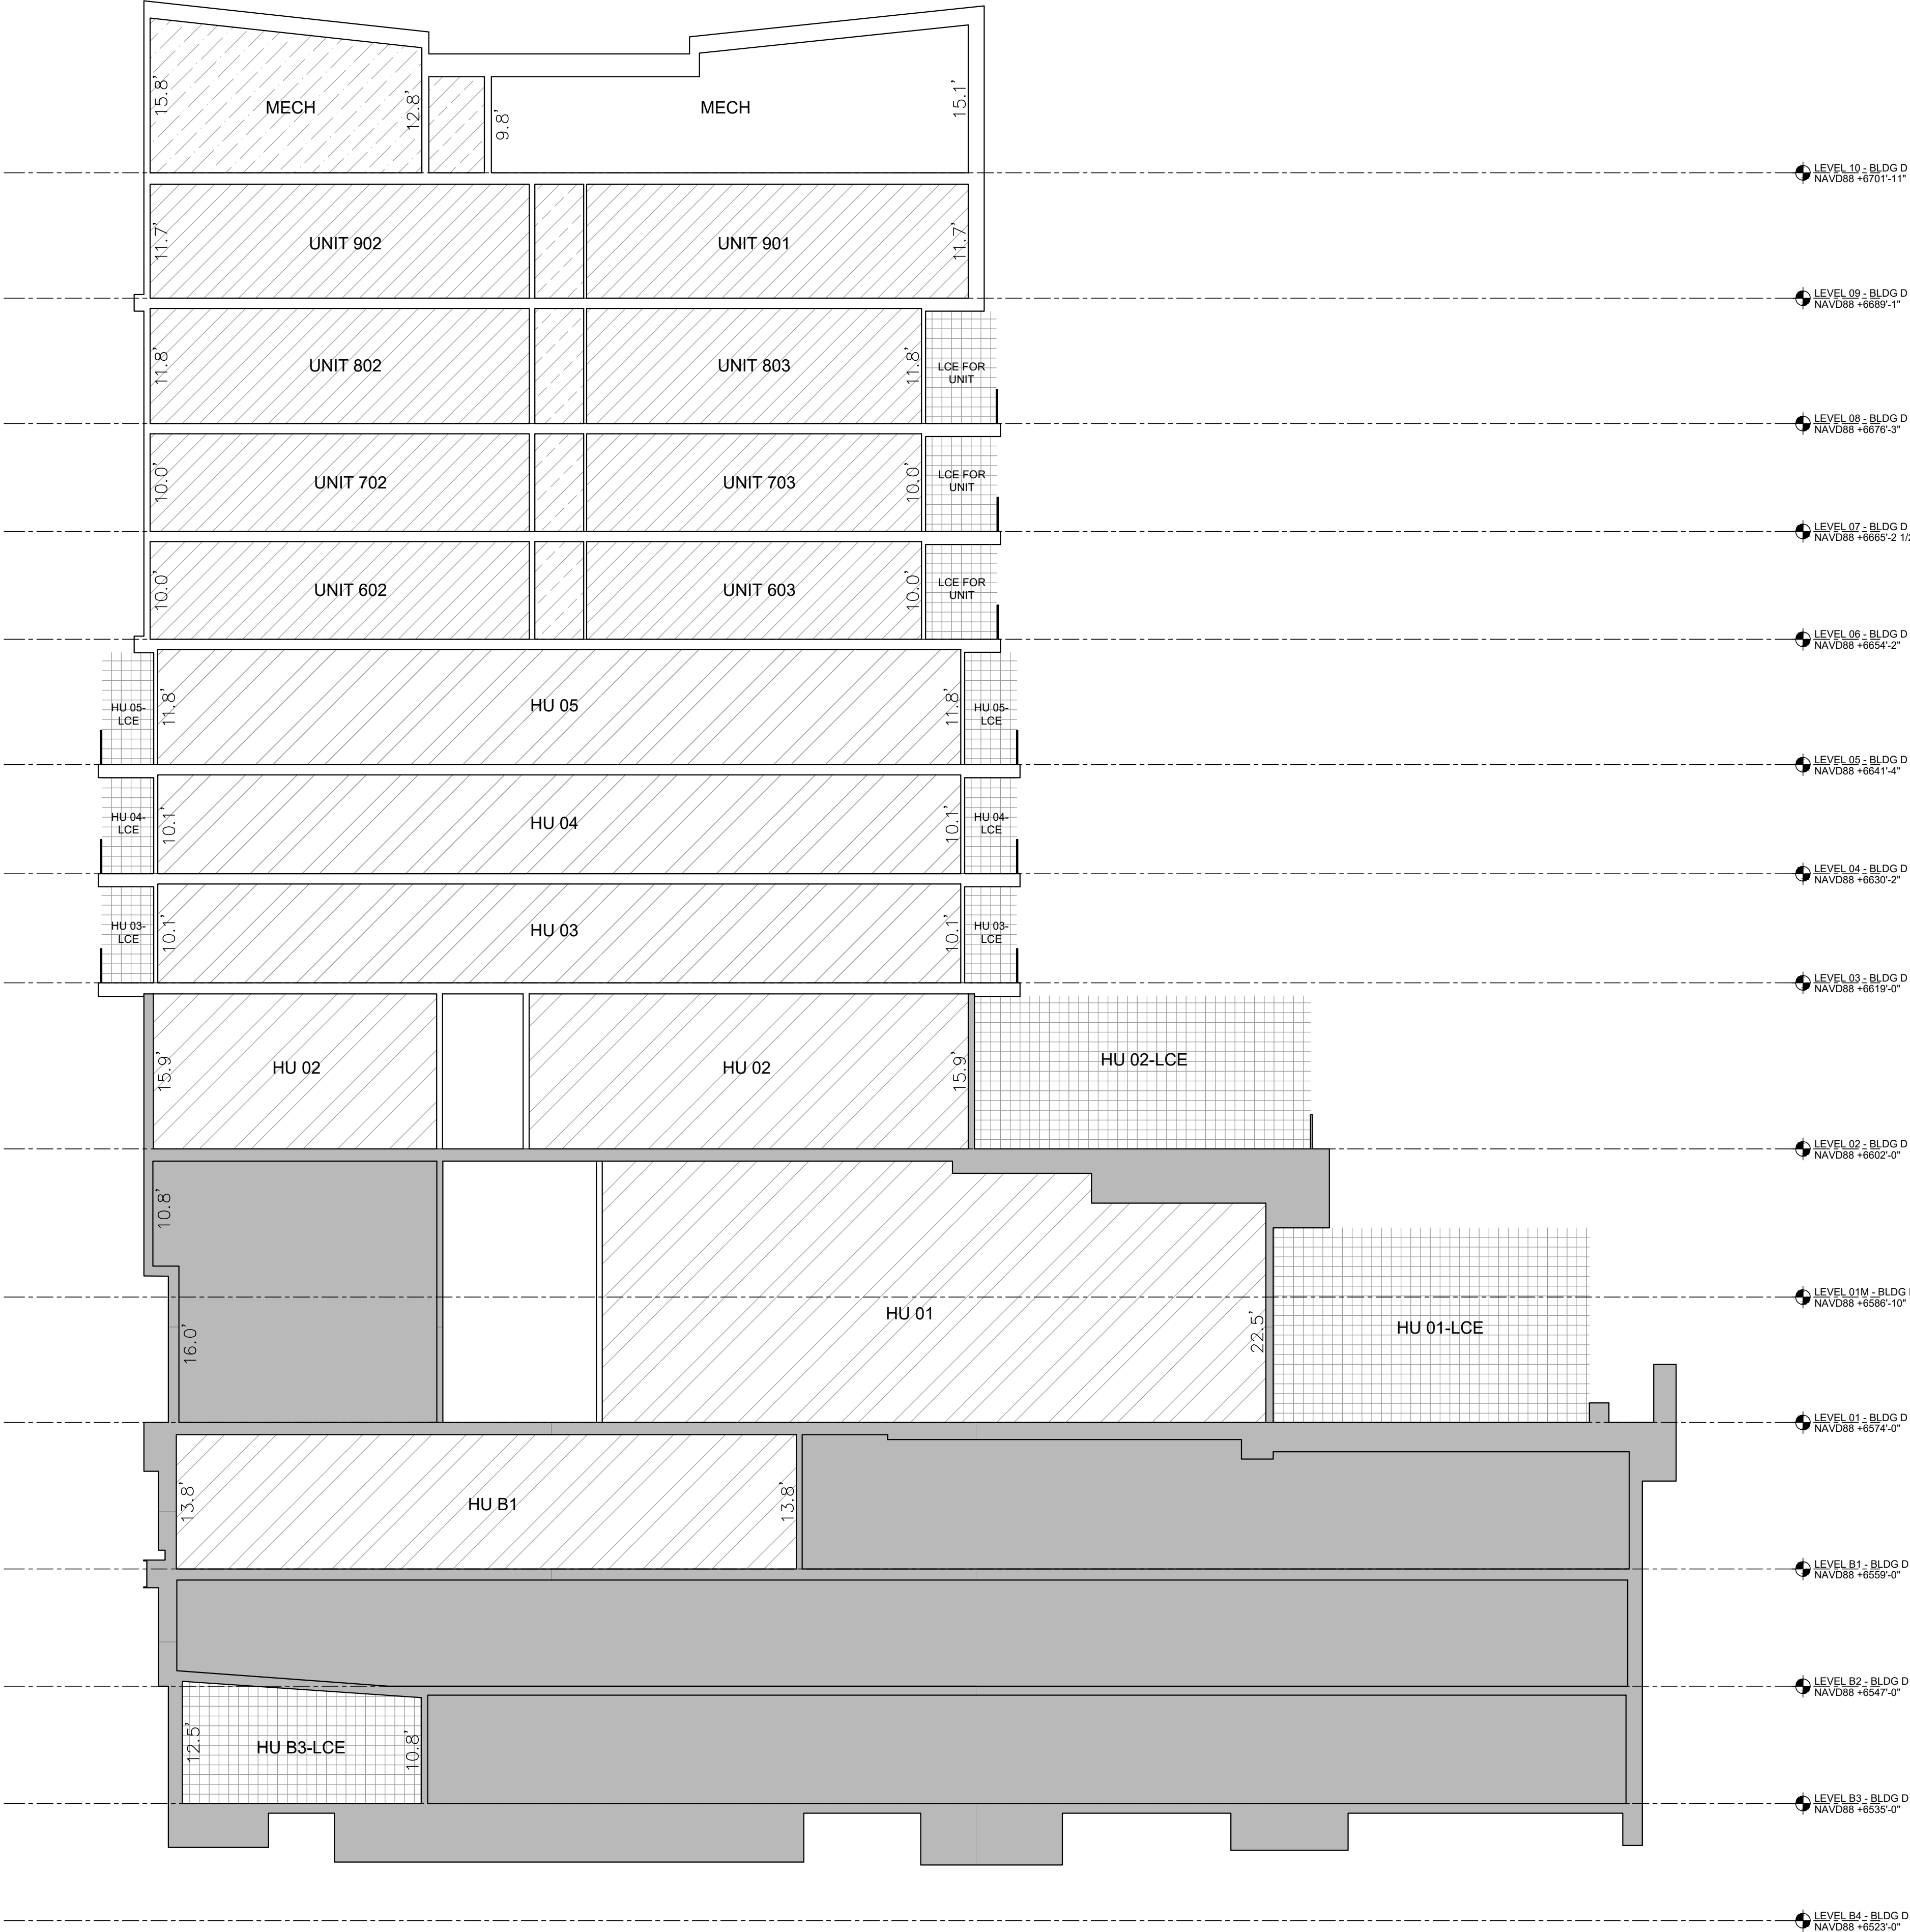 15.8'
MECH
12.8'
9.8'
MECH
15.1'
LEVEL 10 - BLDG D
NAVD88 +6701'-11"
11.7'
UNIT 902
UNIT 901
11.7'
LEVEL 09 - BLDG D
NAVD88 +6689'-1"
11.8'
UNIT 802
UNIT 803
11.8'
LCE FOR
UNIT
LEVEL 08 - BLDG D
NAVD88 +6676'-3"
10.0'
UNIT 702
UNIT 703
10.0'
LCE FOR
UNIT
LEVEL 07 - BLDG D
NAVD88 +6665'-2 1/2
10.0'
UNIT 602
UNIT 603
10.0'
LCE FOR
UNIT
LEVEL 06 - BLDG D
NAVD88 +6654'-2"
HU 05-
LCE
11.8'
HU 05
11.8'
HU 05-
LCE
LEVEL 05 - BLDG D
NAVD88 +6641'-4"
HU 04-
LCE
10.1'
HU 04
10.1'
HU 04-
LCE
LEVEL 04 - BLDG D
NAVD88 +6630'-2"
HU 03-
LCE
10.1'
HU 03
10.1'
HU 03-
LCE
LEVEL 03 - BLDG D
NAVD88 +6619'-0"
15.9'
HU 02
HU 02
15.9'
HU 02-LCE
LEVEL 02 - BLDG D
NAVD88 +6602'-0"
10.8'
LEVEL 01M - BLDG
NAVD88 +6586'-10"
16.0'
HU 01
22.5'
HU 01-LCE
LEVEL 01 - BLDG D
NAVD88 +6574'-0"
13.8'
HU B1
13.8'
LEVEL B1 - BLDG D
NAVD88 +6559'-0"
LEVEL B2 - BLDG D
NAVD88 +6547'-0"
12.5'
HU B3-LCE
10.8'
LEVEL B3 - BLDG D
NAVD88 +6535'-0"
LEVEL B4 - BLDG D
NAVD88 +6523'-0"